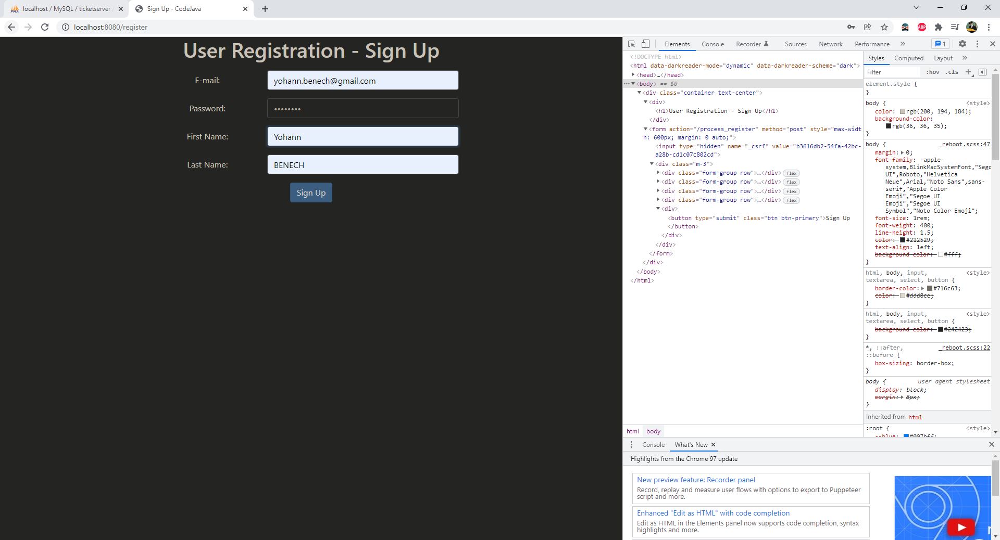 localhost / MySQL / ticketserver
Sign Up - CodeJava
localhost:8080/register
ABP
User Registration - Sign Up
E-mail:
yohann.benech@gmail.com
Password:
••••••••
First Name:
Yohann
Last Name:
BENECH
Sign Up
Elements
Console
Recorder
Sources
Network
Performance
1
<!DOCTYPE html>
<html data-darkreader-mode="dynamic" data-darkreader-scheme="dark">
<head>…</head>
<body> == $0
<div class="container text-center">
<div>
<h1>User Registration - Sign Up</h1>
</div>
<form action="/process_register" method="post" style="max-widt
h: 600px; margin: 0 auto;">
<input type="hidden" name="_csrf" value="b3616db2-54fa-42bc-
a28b-cd1c07c802cd">
<div class="m-3">
<div class="form-group row">…</div> flex
<div class="form-group row">…</div> flex
<div class="form-group row">…</div> flex
<div class="form-group row">…</div> flex
<div>
<button type="submit" class="btn btn-primary">Sign Up
</button>
</div>
</div>
</form>
</div>
</body>
</html>
html
body
Styles
Computed
Layout
Filter
:hov .cls
element.style {
}
body { <style>
color: rgb(200, 194, 184);
background-color:
rgb(36, 36, 35);
}
body { _reboot.scss:47
margin: 0;
font-family: -apple-
system,BlinkMacSystemFont,"Sego
UI",Roboto,"Helvetica
Neue",Arial,"Noto Sans",sans-
serif,"Apple Color
Emoji","Segoe UI
Emoji","Segoe UI
Symbol","Noto Color Emoji";
font-size: 1rem;
font-weight: 400;
line-height: 1.5;
color: #212529;
text-align: left;
background-color: #fff;
}
html, body, input, <style>
textarea, select, button {
border-color: #716c63;
color: #ddd8ce;
}
html, body, input, <style>
textarea, select, button {
background-color: #242423;
}
*, ::after, _reboot.scss:22
::before {
box-sizing: border-box;
}
body { user agent stylesheet
display: block;
margin: 8px;
}
Inherited from html
:root { <style>
--blue: #007bff;
Console
What's New
Highlights from the Chrome 97 update
New preview feature: Recorder panel
Record, replay and measure user flows with options to export to Puppeteer
script and more.
Enhanced "Edit as HTML" with code completion
Edit as HTML in the Elements panel now supports code completion, syntax
highlights and more.